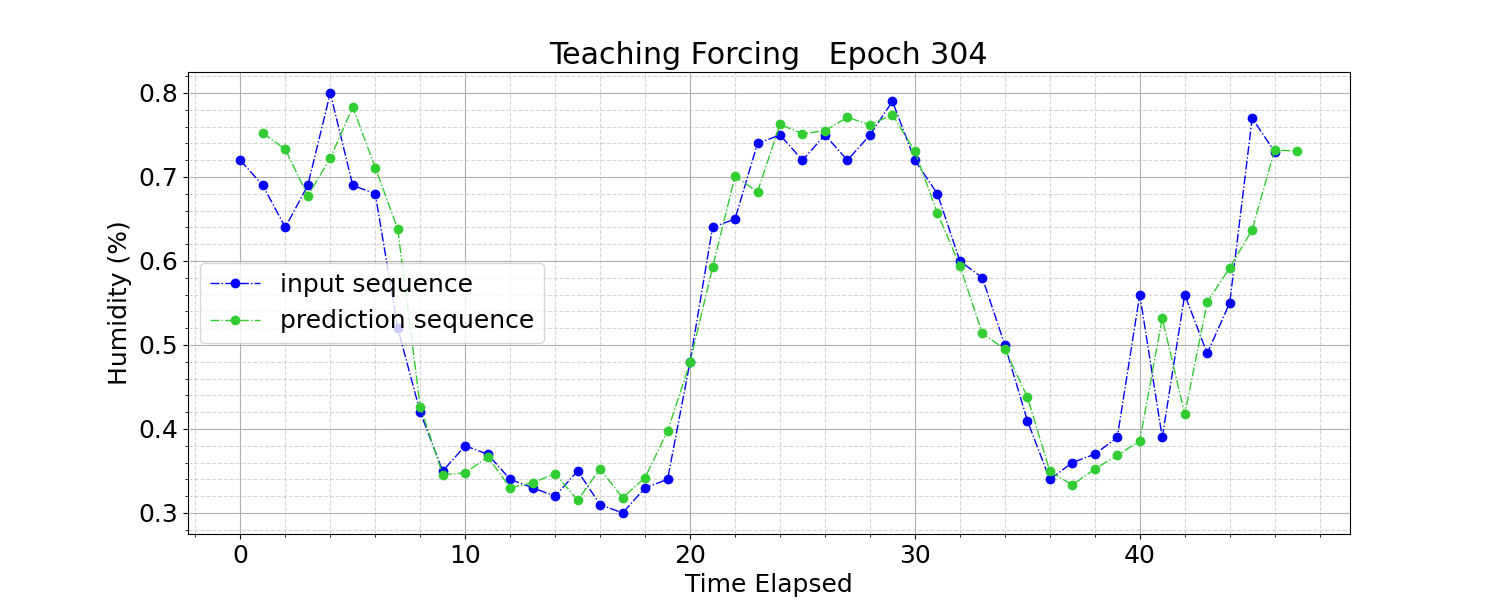 Teaching Forcing   Epoch 304
Humidity (%)
0.8
0.7
0.6
0.5
0.4
0.3
input sequence
prediction sequence
0 10 20 30 40
Time Elapsed